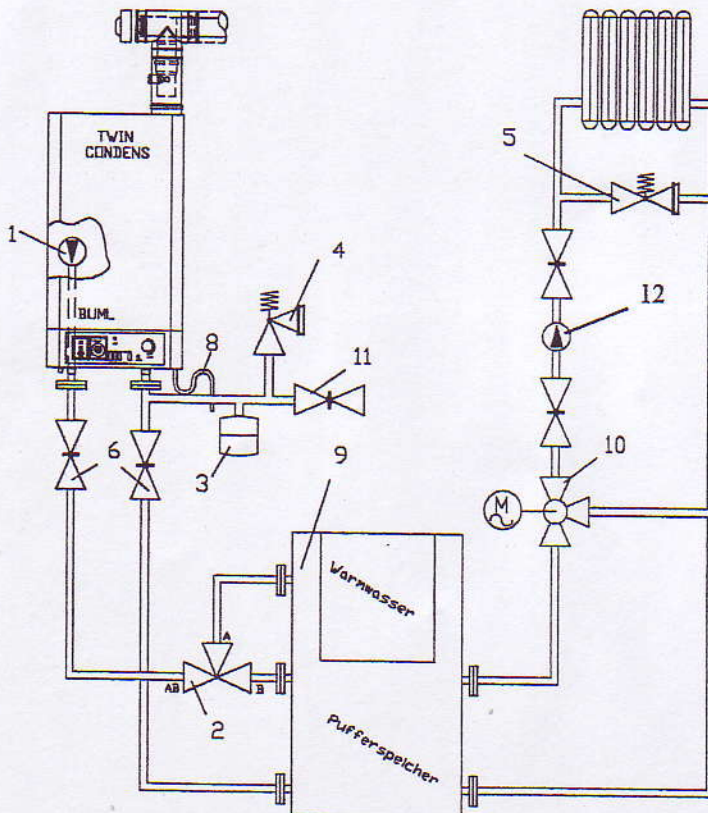 TWIN
CONDENS
5
1
4
BUML
12
8
11
6
3
9
10
M
Warmwasser
A
AB
B
2
Pufferspeicher